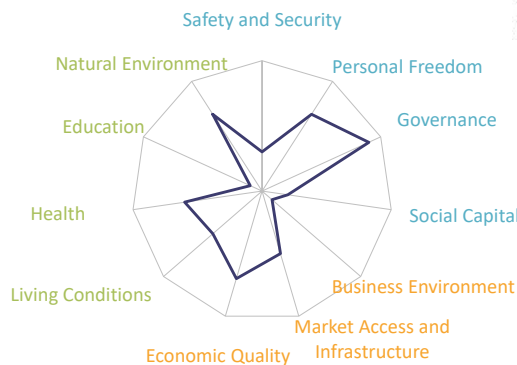 Safety and Security
Personal Freedom
Governance
Social Capital
Business Environment
Market Access and
Infrastructure
Economic Quality
Living Conditions
Health
Education
Natural Environment